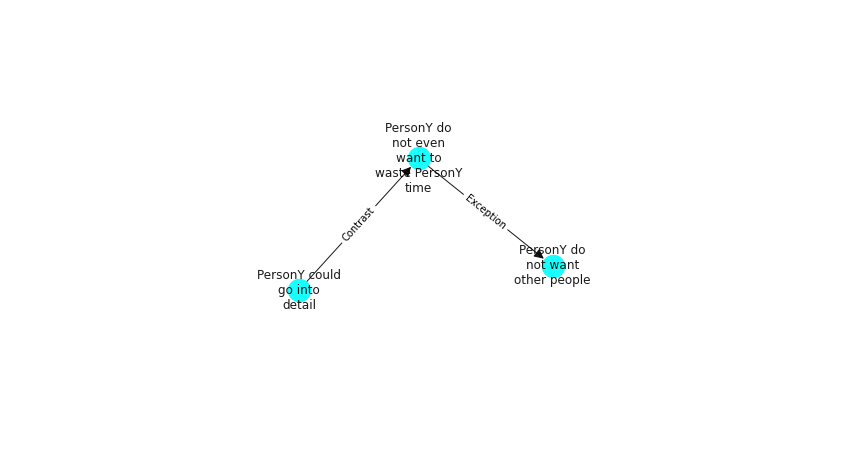 PersonY do
not even
want to
waste PersonY
time
Contrast
Exception
PersonY do
not want
other people
PersonY could
go into
detail